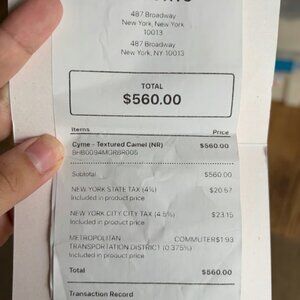 487 Broadway
New York, New York
10013
487 Broadway
New York, NY 10013
TOTAL
$560.00
Items Price
Cyme - Textured Camel (NR) $560.00
Subtotal $560.00
NEW YORK STATE TAX (4%) $20.57
Included in product price
NEW YORK CITY CITY TAX (4.5%) $23.15
Included in product price
METROPOLITAN COMMUTER $1.93
TRANSPORTATION DISTRICT (0.375%)
Included in product price
Total $560.00
Transaction Record